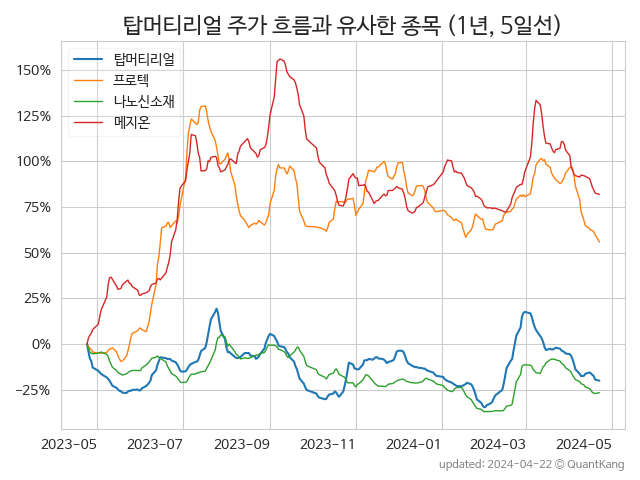 탑머티리얼 주가 흐름과 유사한 종목 (1년, 5일선)
탑머티리얼
프로텍
나노신소재
메지온
150%
125%
100%
75%
50%
25%
0%
−25%
2023-05
2023-07
2023-09
2023-11
2024-01
2024-03
2024-05
updated: 2024-04-22 © QuantKang